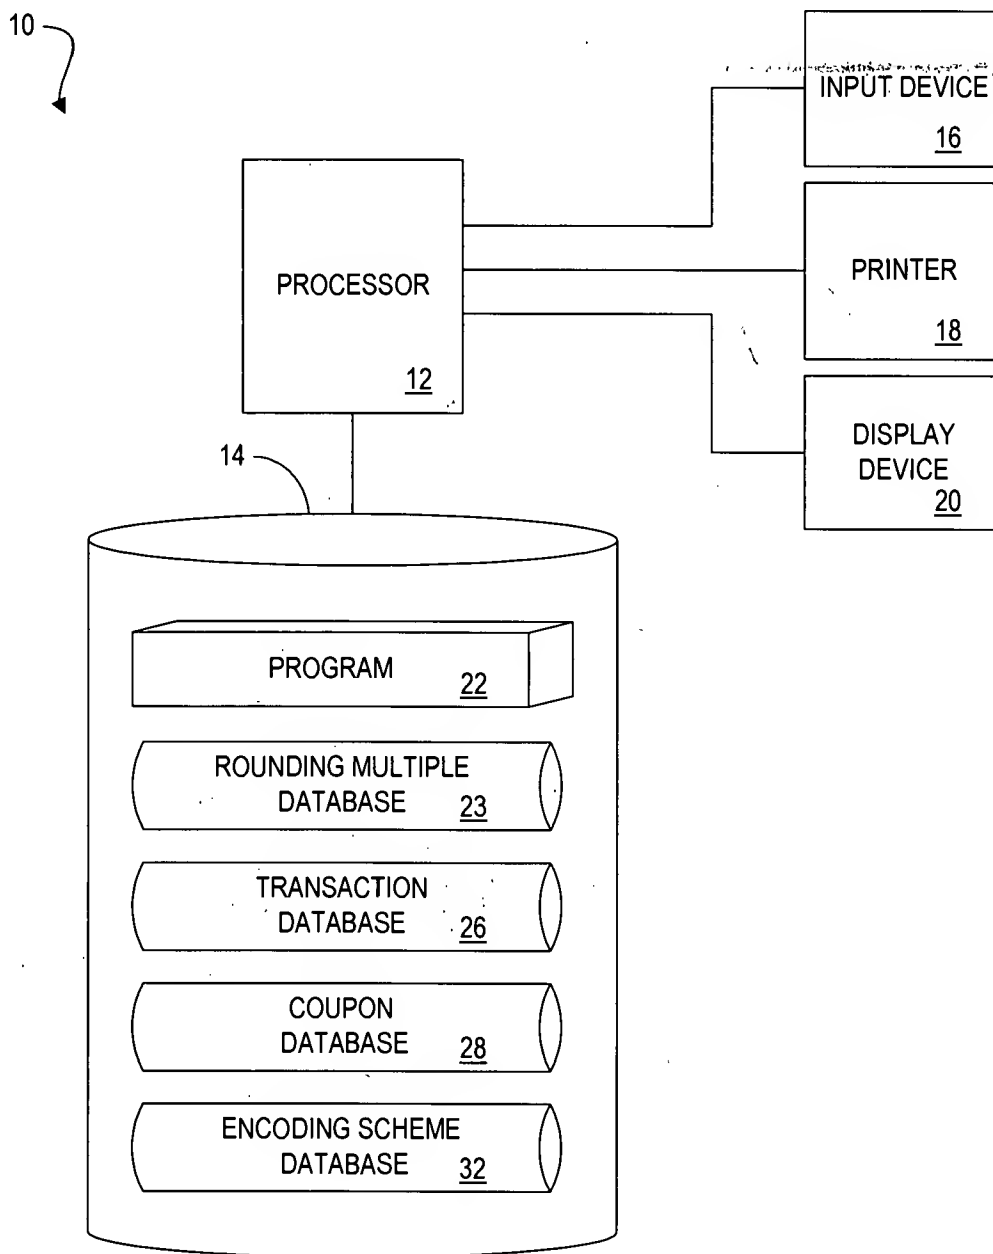 10
INPUT DEVICE
16
PROCESSOR
12
PRINTER
18
DISPLAY
DEVICE
20
14
PROGRAM
22
ROUNDING MULTIPLE
DATABASE
23
TRANSACTION
DATABASE
26
COUPON
DATABASE
28
ENCODING SCHEME
DATABASE
32